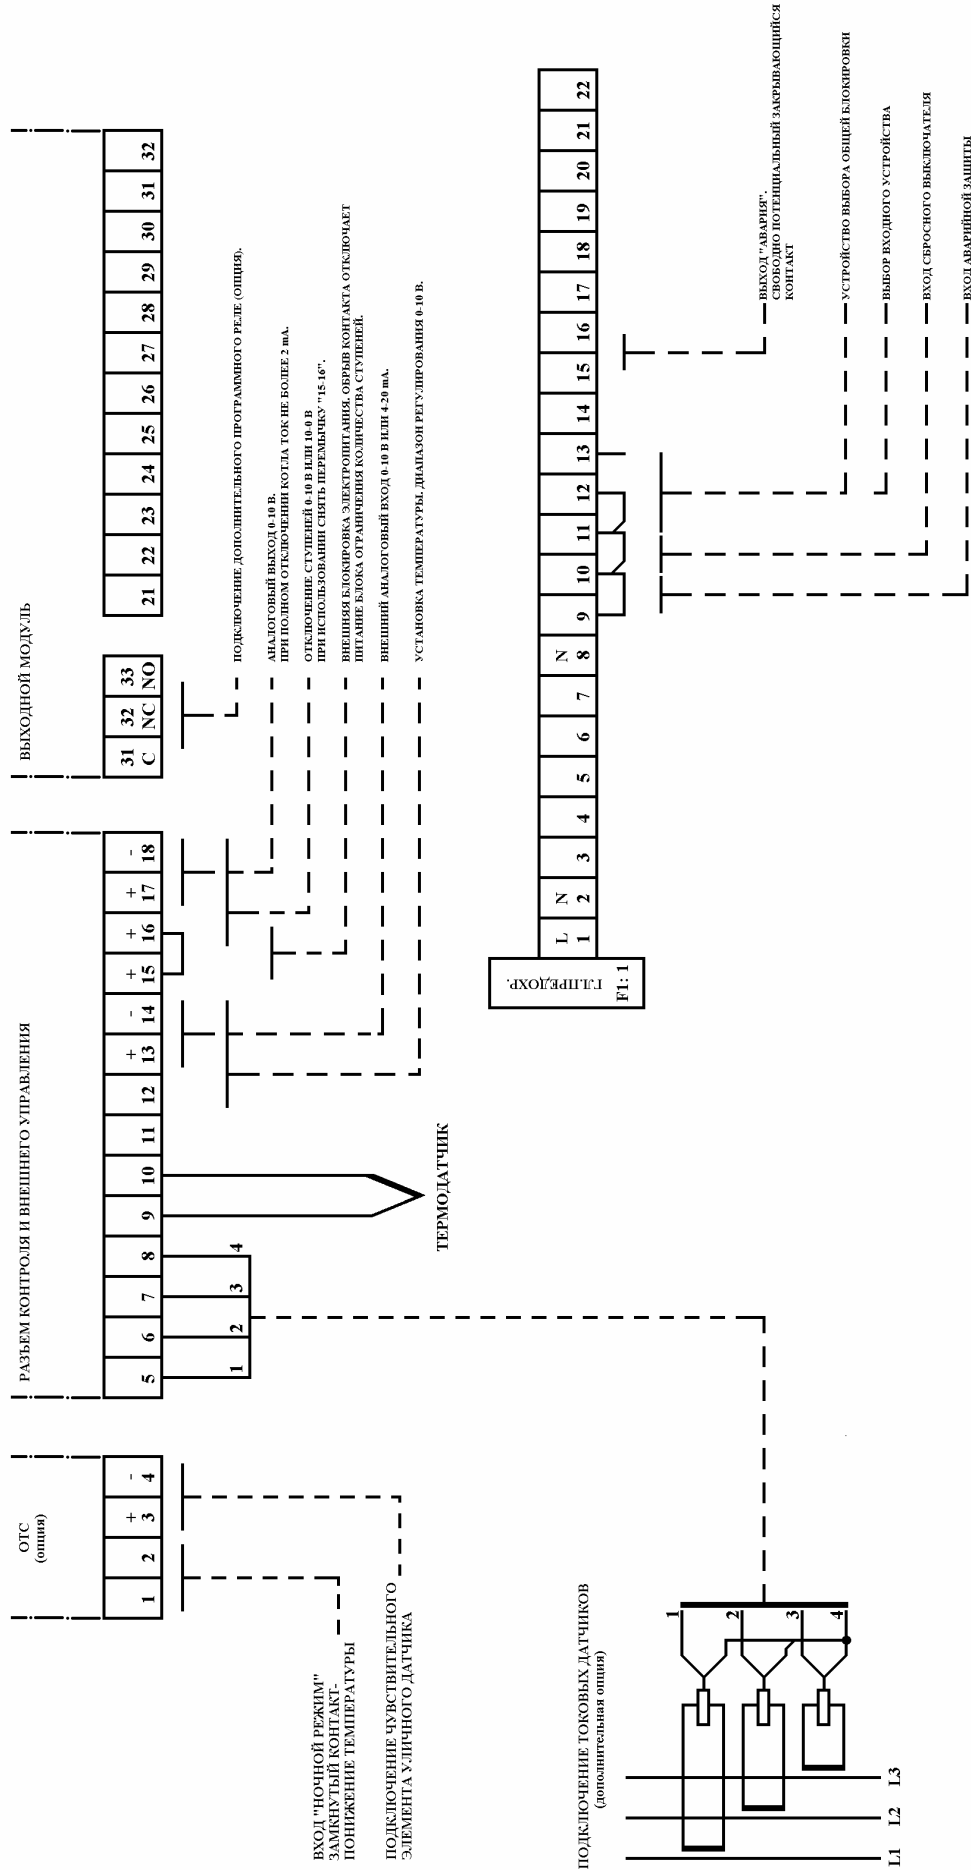 ОТС
(опция)
1 2 3 4
+ -
ВХОД "НОЧНОЙ РЕЖИМ"
ЗАМКНУТЫЙ КОНТАКТ-
ПОНИЖЕНИЕ ТЕМПЕРАТУРЫ
ПОДКЛЮЧЕНИЕ ЧУВСТВИТЕЛЬНОГО
ЭЛЕМЕНТА УЛИЧНОГО ДАТЧИКА
РАЗЪЕМ КОНТРОЛЯ И ВНЕШНЕГО УПРАВЛЕНИЯ
+ - + + + -
5 6 7 8 9 10 11 12 13 14 15 16 17 18
1 2 3 4
ТЕРМОДАТЧИК
ВЫХОДНОЙ МОДУЛЬ
31 32 33
C NC NO
21 22 23 24 25 26 27 28 29 30 31 32
ПОДКЛЮЧЕНИЕ ДОПОЛНИТЕЛЬНОГО ПРОГРАММНОГО РЕЛЕ (ОПЦИЯ).
АНАЛОГОВЫЙ ВЫХОД 0-10 В.
ПРИ ПОЛНОМ ОТКЛЮЧЕНИИ КОТЛА ТОК НЕ БОЛЕЕ 2 mA.
ОТКЛЮЧЕНИЕ СТУПЕНЕЙ 0-10 В ИЛИ 10-0 В
ПРИ ИСПОЛЬЗОВАНИИ СНЯТЬ ПЕРЕМЫЧКУ "15-16".
ВНЕШНЯЯ БЛОКИРОВКА ЭЛЕКТРОПИТАНИЯ. ОБРЫВ КОНТАКТА ОТКЛЮЧАЕТ
ПИТАНИЕ БЛОКА ОГРАНИЧЕНИЯ КОЛИЧЕСТВА СТУПЕНЕЙ.
ВНЕШНИЙ АНАЛОГОВЫЙ ВХОД 0-10 В ИЛИ 4-20 mA.
УСТАНОВКА ТЕМПЕРАТУРЫ. ДИАПАЗОН РЕГУЛИРОВАНИЯ 0-10 В.
ПОДКЛЮЧЕНИЕ ТОКОВЫХ ДАТЧИКОВ
(дополнительная опция)
1
2
3
4
L1 L2 L3
ГЛ.ПРЕДОХР.
F1: 1
L N N
1 2 3 4 5 6 7 8 9 10 11 12 13 14 15 16 17 18 19 20 21 22
ВЫХОД "АВАРИЯ".
СВОБОДНО ПОТЕНЦИАЛЬНЫЙ ЗАКРЫВАЮЩИЙСЯ
КОНТАКТ
УСТРОЙСТВО ВЫБОРА ОБЩЕЙ БЛОКИРОВКИ
ВЫБОР ВХОДНОГО УСТРОЙСТВА
ВХОД СБРОСНОГО ВЫКЛЮЧАТЕЛЯ
ВХОД АВАРИЙНОЙ ЗАЩИТЫ